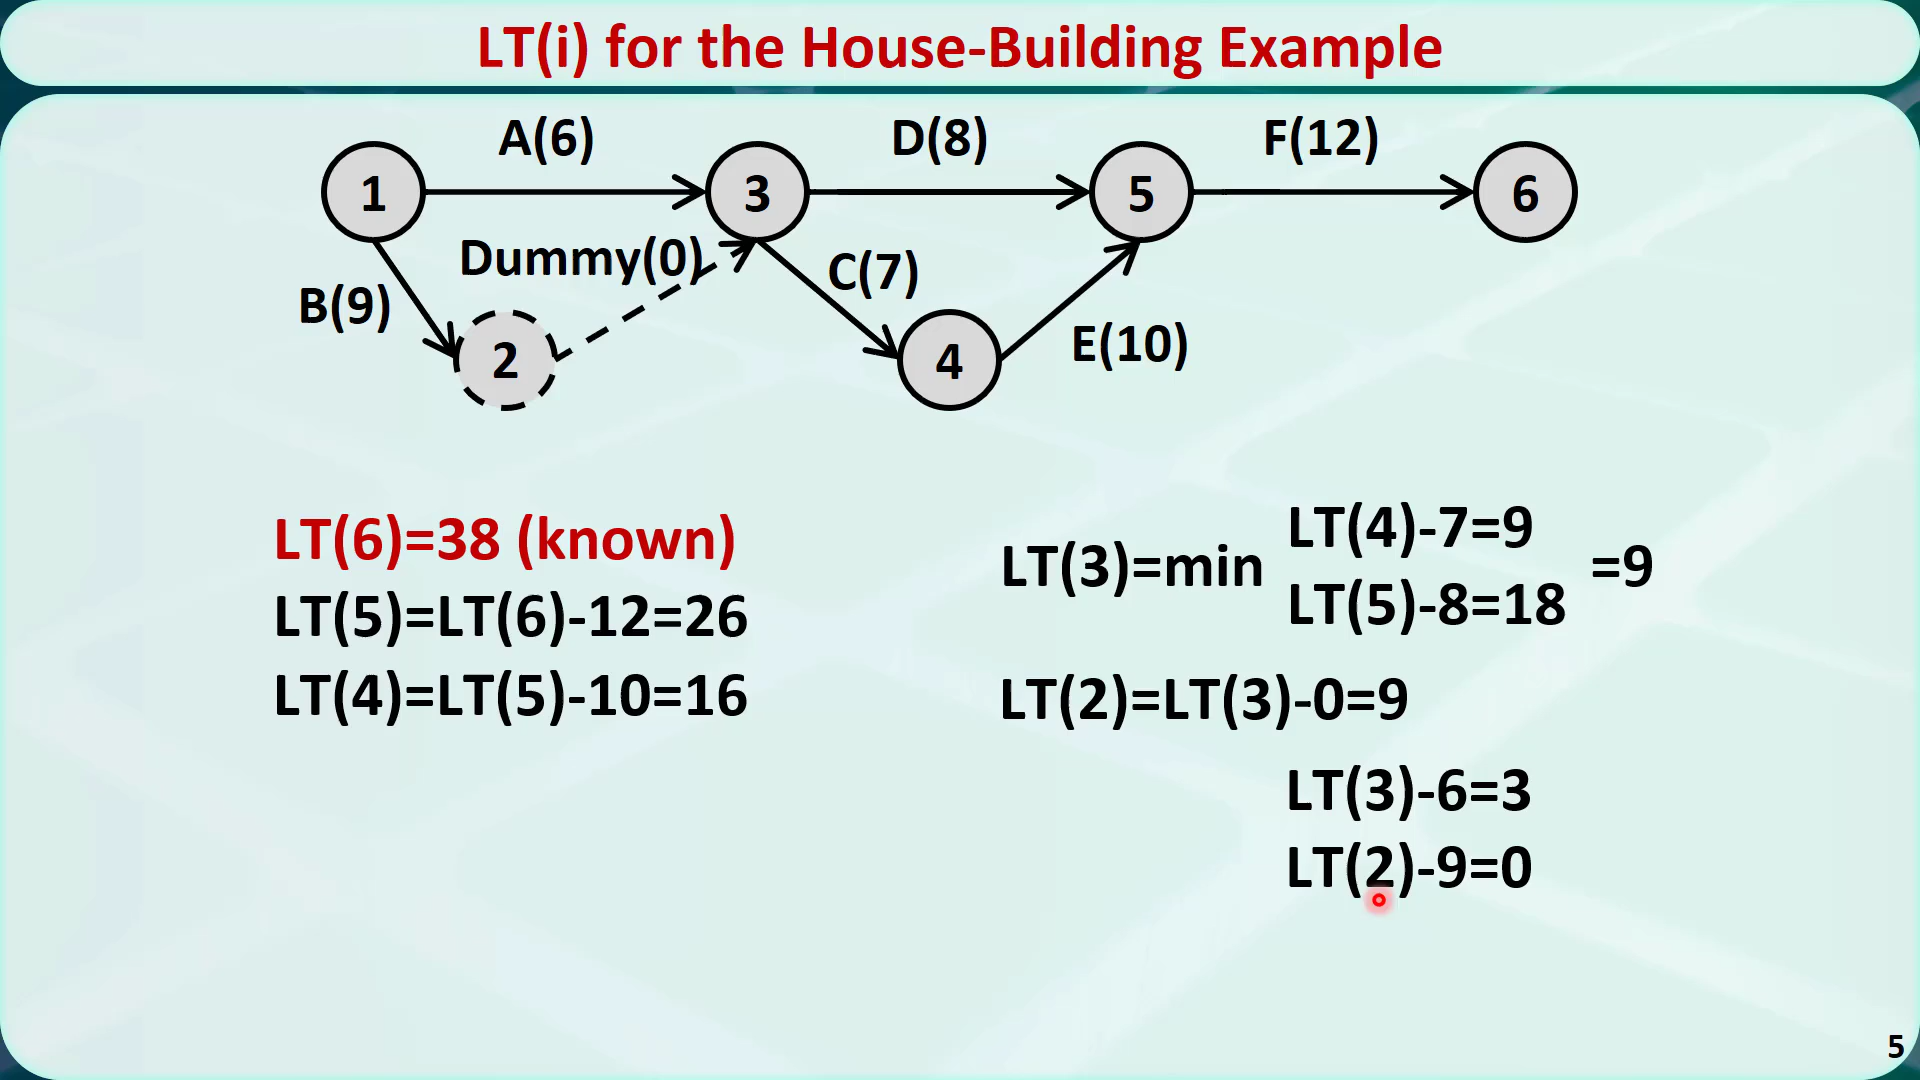 LT(i) for the House-Building Example
A(6)
D(8)
F(12)
1
3
5
6
Dummy(0)
C(7)
B(9)
E(10)
2
4
LT(6)=38 (known)
LT(5)=LT(6)-12=26
LT(4)=LT(5)-10=16
LT(4)-7=9
LT(3)=min
=9
LT(5)-8=18
LT(2)=LT(3)-0=9
LT(3)-6=3
LT(2)-9=0
5